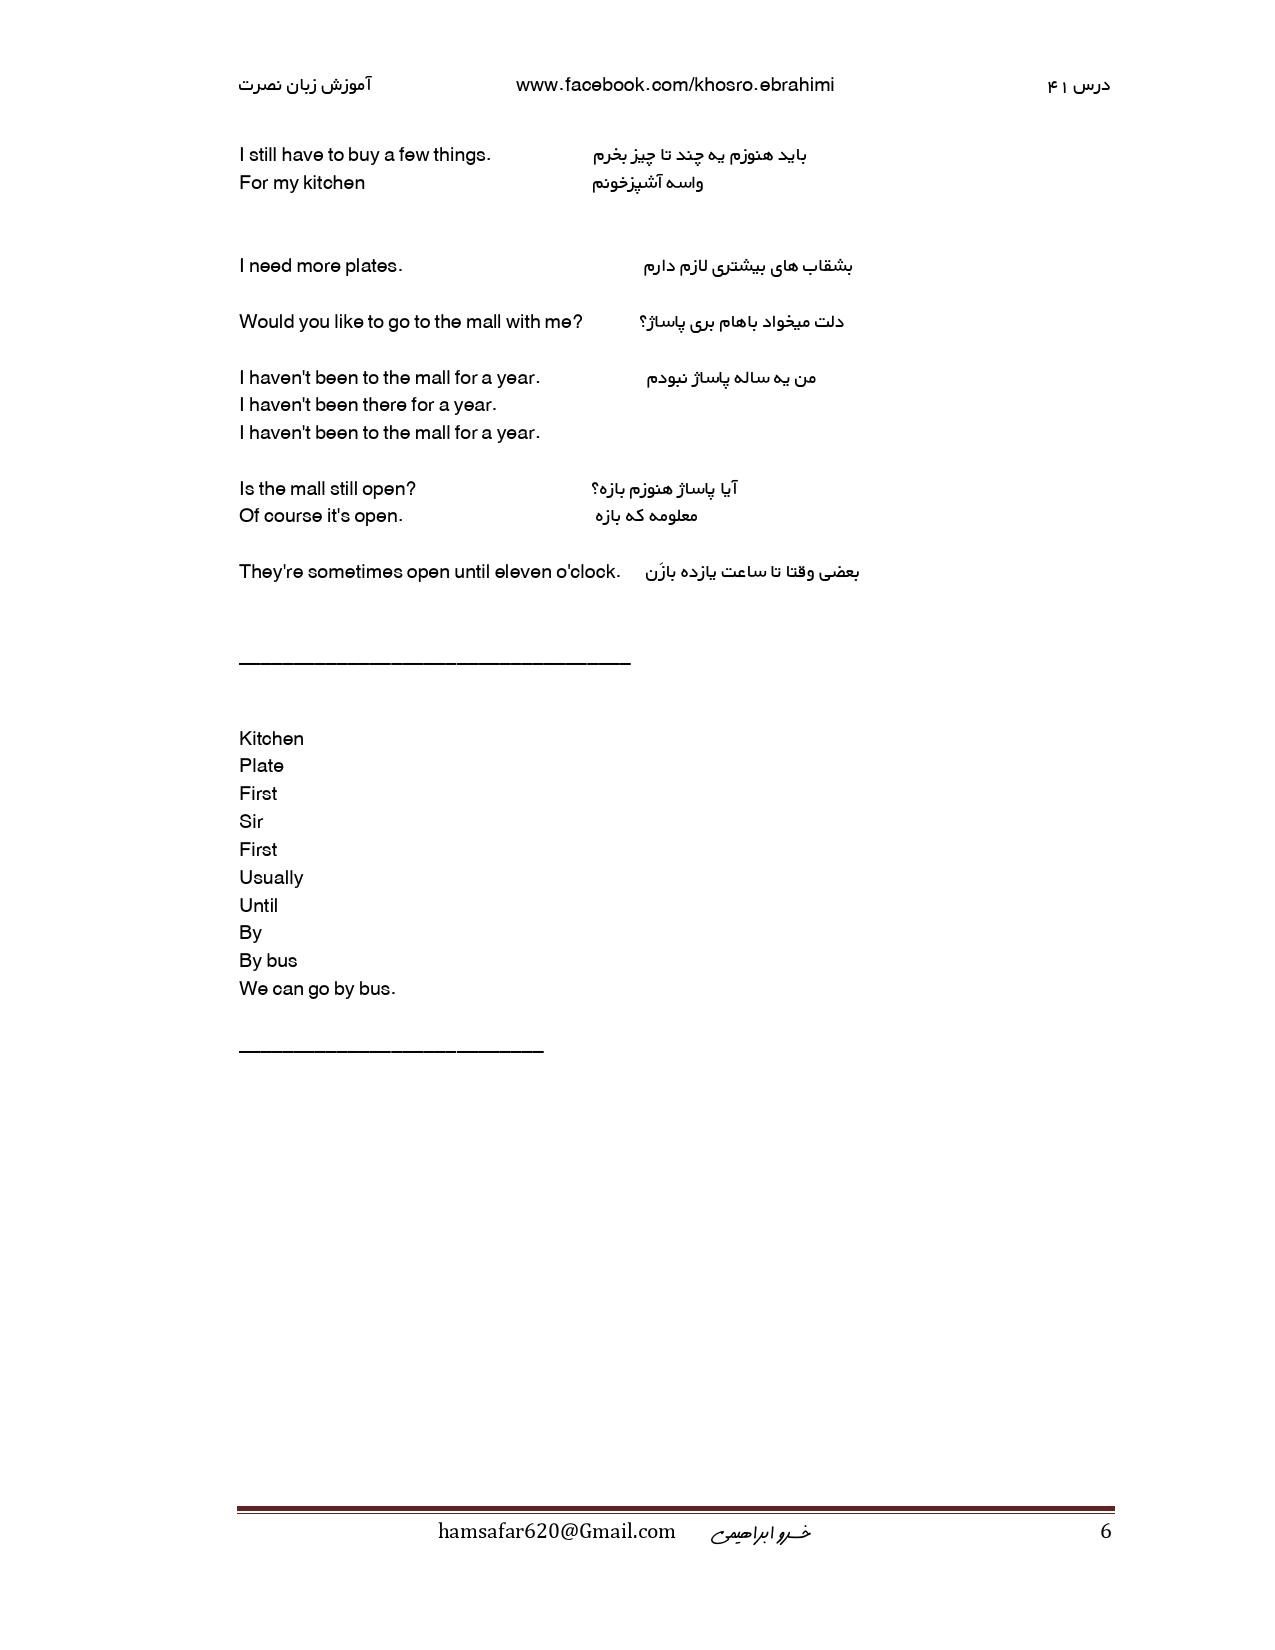 آموزش زبان نصرت www.facebook.com/khosro.ebrahimi درس ۴۱
I still have to buy a few things. باید هنوزم یه چند تا چیز بخرم
For my kitchen واسه آشپزخونم
I need more plates. بشقاب های بیشتری لازم دارم
Would you like to go to the mall with me? دلت میخواد باهام بری پاساژ؟
I haven't been to the mall for a year. من یه ساله پاساژ نبودم
I haven't been there for a year.
I haven't been to the mall for a year.
Is the mall still open? آیا پاساژ هنوزم بازه؟
Of course it's open. معلومه که بازه
They're sometimes open until eleven o'clock. بعضی وقتا تا ساعت یازده بازَن
Kitchen
Plate
First
Sir
First
Usually
Until
By
By bus
We can go by bus.
hamsafar620@Gmail.com خسرو ابراهیمی 6